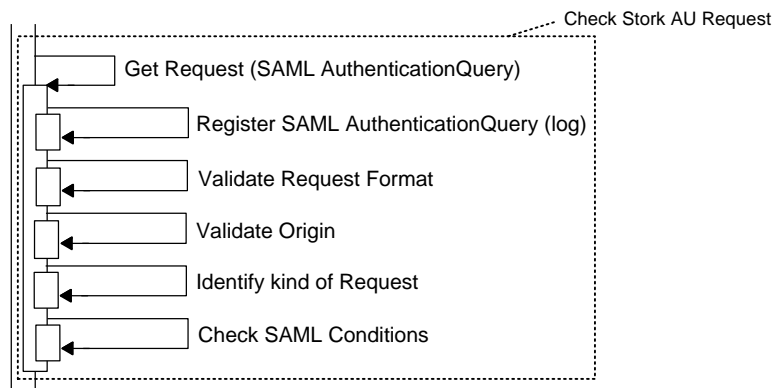 Check Stork AU Request
Get Request (SAML AuthenticationQuery)
Register SAML AuthenticationQuery (log)
Validate Request Format
Validate Origin
Identify kind of Request
Check SAML Conditions